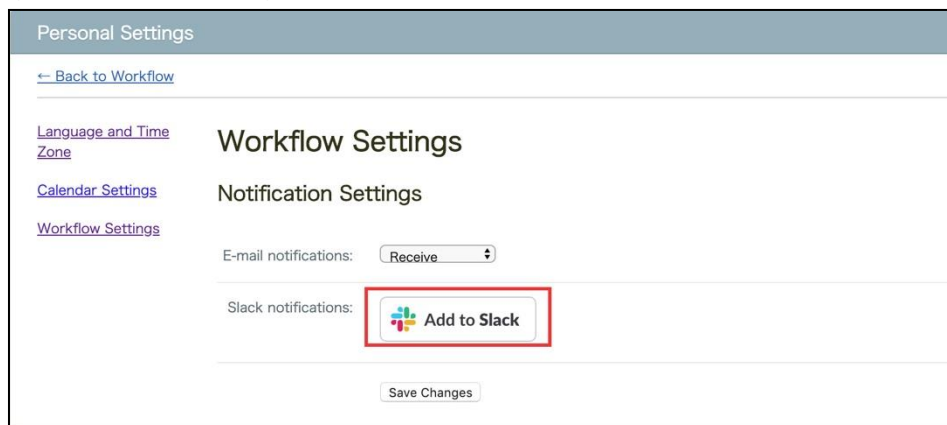 Personal Settings
← Back to Workflow
Language and Time
Zone
Calendar Settings
Workflow Settings
Workflow Settings
Notification Settings
E-mail notifications:
Receive
Slack notifications:
Add to Slack
Save Changes